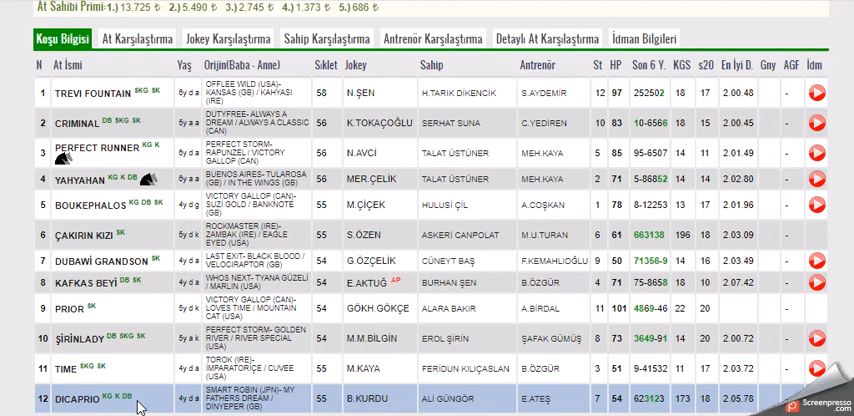 At Sahibi Primi: 1.) 13.725 ₺ 2.) 5.490 ₺ 3.) 2.745 ₺ 4.) 1.373 ₺ 5.) 686 ₺
Koşu Bilgisi At Karşılaştırma Jokey Karşılaştırma Sahip Karşılaştırma Antrenör Karşılaştırma Detaylı At Karşılaştırma İdman Bilgileri
N At İsmi Yaş Orijin(Baba - Anne) Sıklet Jokey Sahip Antrenör St HP Son 6 Y. KGS s20 En İyi D. Gny AGF İdm
1 TREVI FOUNTAIN SKG SK 6y d a OFFLEE WILD (USA)- KANSAS (GB) / KAHYASI (IRE) 58 N.ŞEN H.TARIK DİKENCİK S.AYDEMİR 12 97 252502 18 17 2.00.48 -
2 CRIMINAL DB SKG SK 8y a a DUTYFREE- ALWAYS A DREAM / ALWAYS A CLASSIC (CAN) 56 K.TOKAÇOĞLU SERHAT SUNA C.YEDİREN 10 83 10-6566 18 15 2.00.45 -
3 PERFECT RUNNER KG K 6y d a PERFECT STORM- RAPUNZEL / VICTORY GALLOP (CAN) 56 N.AVCİ TALAT ÜSTÜNER MEH.KAYA 5 85 95-6507 14 11 2.01.49 -
4 YAHYAHAN KG K DB 8y a a BUENOS AIRES- TULAROSA (GB) / IN THE WINGS (GB) 56 MER.ÇELİK TALAT ÜSTÜNER MEH.KAYA 2 71 5-86852 14 14 2.02.80 -
5 BOUKEPHALOS KG DB SK 4y d g VICTORY GALLOP (CAN)- SUZI GOLD / BANKNOTE (GB) 55 M.ÇİÇEK HULUSİ ÇİL A.COŞKAN 1 78 8-12253 13 17 2.01.96 -
6 ÇAKIRIN KIZI SK 5y d k ROCKMASTER (IRE)- ZAMBAK (IRE) / EAGLE EYED (USA) 55 S.ÖZEN ASKERİ CANPOLAT M.U.TURAN 6 61 663138 196 18 2.03.09 -
7 DUBAWİ GRANDSON SK 4y d a LAST EXIT- BLACK BLOOD / VELOCIRAPTOR (GB) 54 G.ÖZÇELİK CÜNEYT BAŞ F.KEMAHLIOĞLU 9 50 71356-9 14 16 2.03.49 -
8 KAFKAS BEYİ DB SK 4y d a WHOS NEXT- TYANA GÜZELİ / MARLIN (USA) 54 E.AKTUĞ AP BURHAN ŞEN B.ÖZGÜR 4 71 75-8658 18 10 2.07.42 -
9 PRIOR SK 4y d a VICTORY GALLOP (CAN)- LOVES TIME / MOUNTAIN CAT (USA) 54 GÖKH.GÖKÇE ALARA BAKIR A.BİRDAL 11 101 4869-46 22 20 -
10 ŞİRİNLADY DB SKG SK 5y a k PERFECT STORM- GOLDEN RIVER / RIVER SPECIAL (USA) 54 M.M.BİLGİN EROL ŞİRİN ŞAFAK GÜMÜŞ 8 73 3649-91 14 5 2.00.72 -
11 TIME SKG SK 4y d a TOROK (IRE)- IMPARATORİÇE / CUVEE (USA) 55 M.KAYA FERİDUN KILIÇASLAN B.ÖZGÜR 3 51 9-41532 11 17 2.03.72 -
12 DICAPRIO KG K DB 4y d a SMART ROBIN (JPN)- MY FATHERS DREAM / DINYEPER (GB) 54 B.KURDU ALİ GÜNGÖR E.ATEŞ 7 54 623123 173 18 2.05.78 -
Screenpresso